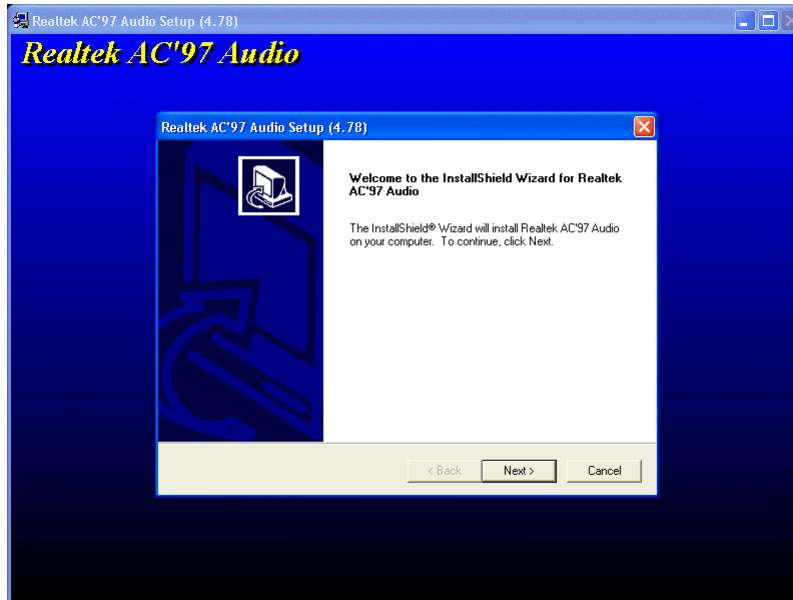 Realtek AC'97 Audio Setup (4.78)
Realtek AC'97 Audio
Realtek AC'97 Audio Setup (4.78)
Welcome to the InstallShield Wizard for Realtek
AC'97 Audio
The InstallShield® Wizard will install Realtek AC'97 Audio
on your computer. To continue, click Next.
< Back Next > Cancel